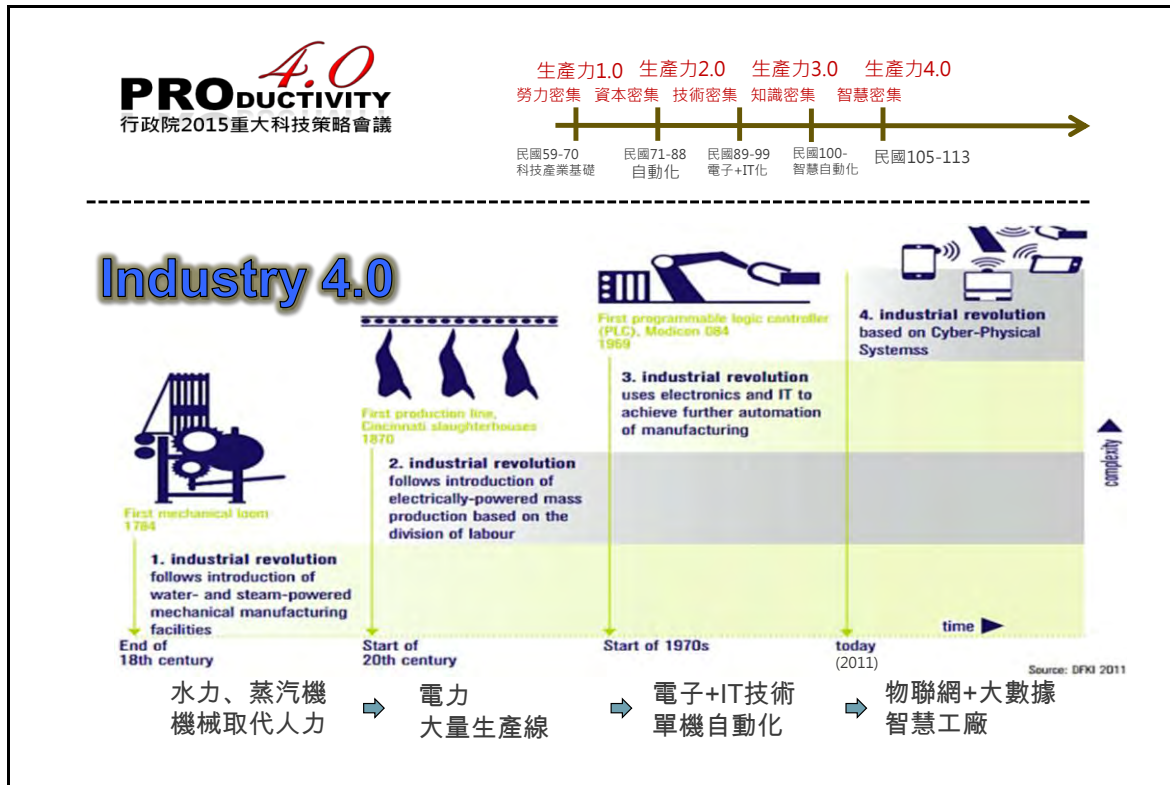 4.0
PRODUCTIVITY
行政院2015重大科技策略會議
生產力1.0 生產力2.0 生產力3.0 生產力4.0
勞力密集 資本密集 技術密集 知識密集 智慧密集
民國59-70
科技產業基礎
民國71-88
自動化
民國89-99
電子+IT化
民國100-
智慧自動化
民國105-113
Industry 4.0
First mechanical loom
1784
1. industrial revolution
follows introduction of
water- and steam-powered
mechanical manufacturing
facilities
End of
18th century
First production line,
Cincinnati slaughterhouses
1870
2. industrial revolution
follows introduction of
electrically-powered mass
production based on the
division of labour
Start of
20th century
First programmable logic controller
(PLC), Modicon 084
1969
3. industrial revolution
uses electronics and IT to
achieve further automation
of manufacturing
Start of 1970s
4. industrial revolution
based on Cyber-Physical
Systemss
today
(2011)
time
complexity
Source: DFKI 2011
水力、蒸汽機
機械取代人力
電力
大量生產線
電子+IT技術
單機自動化
物聯網+大數據
智慧工廠